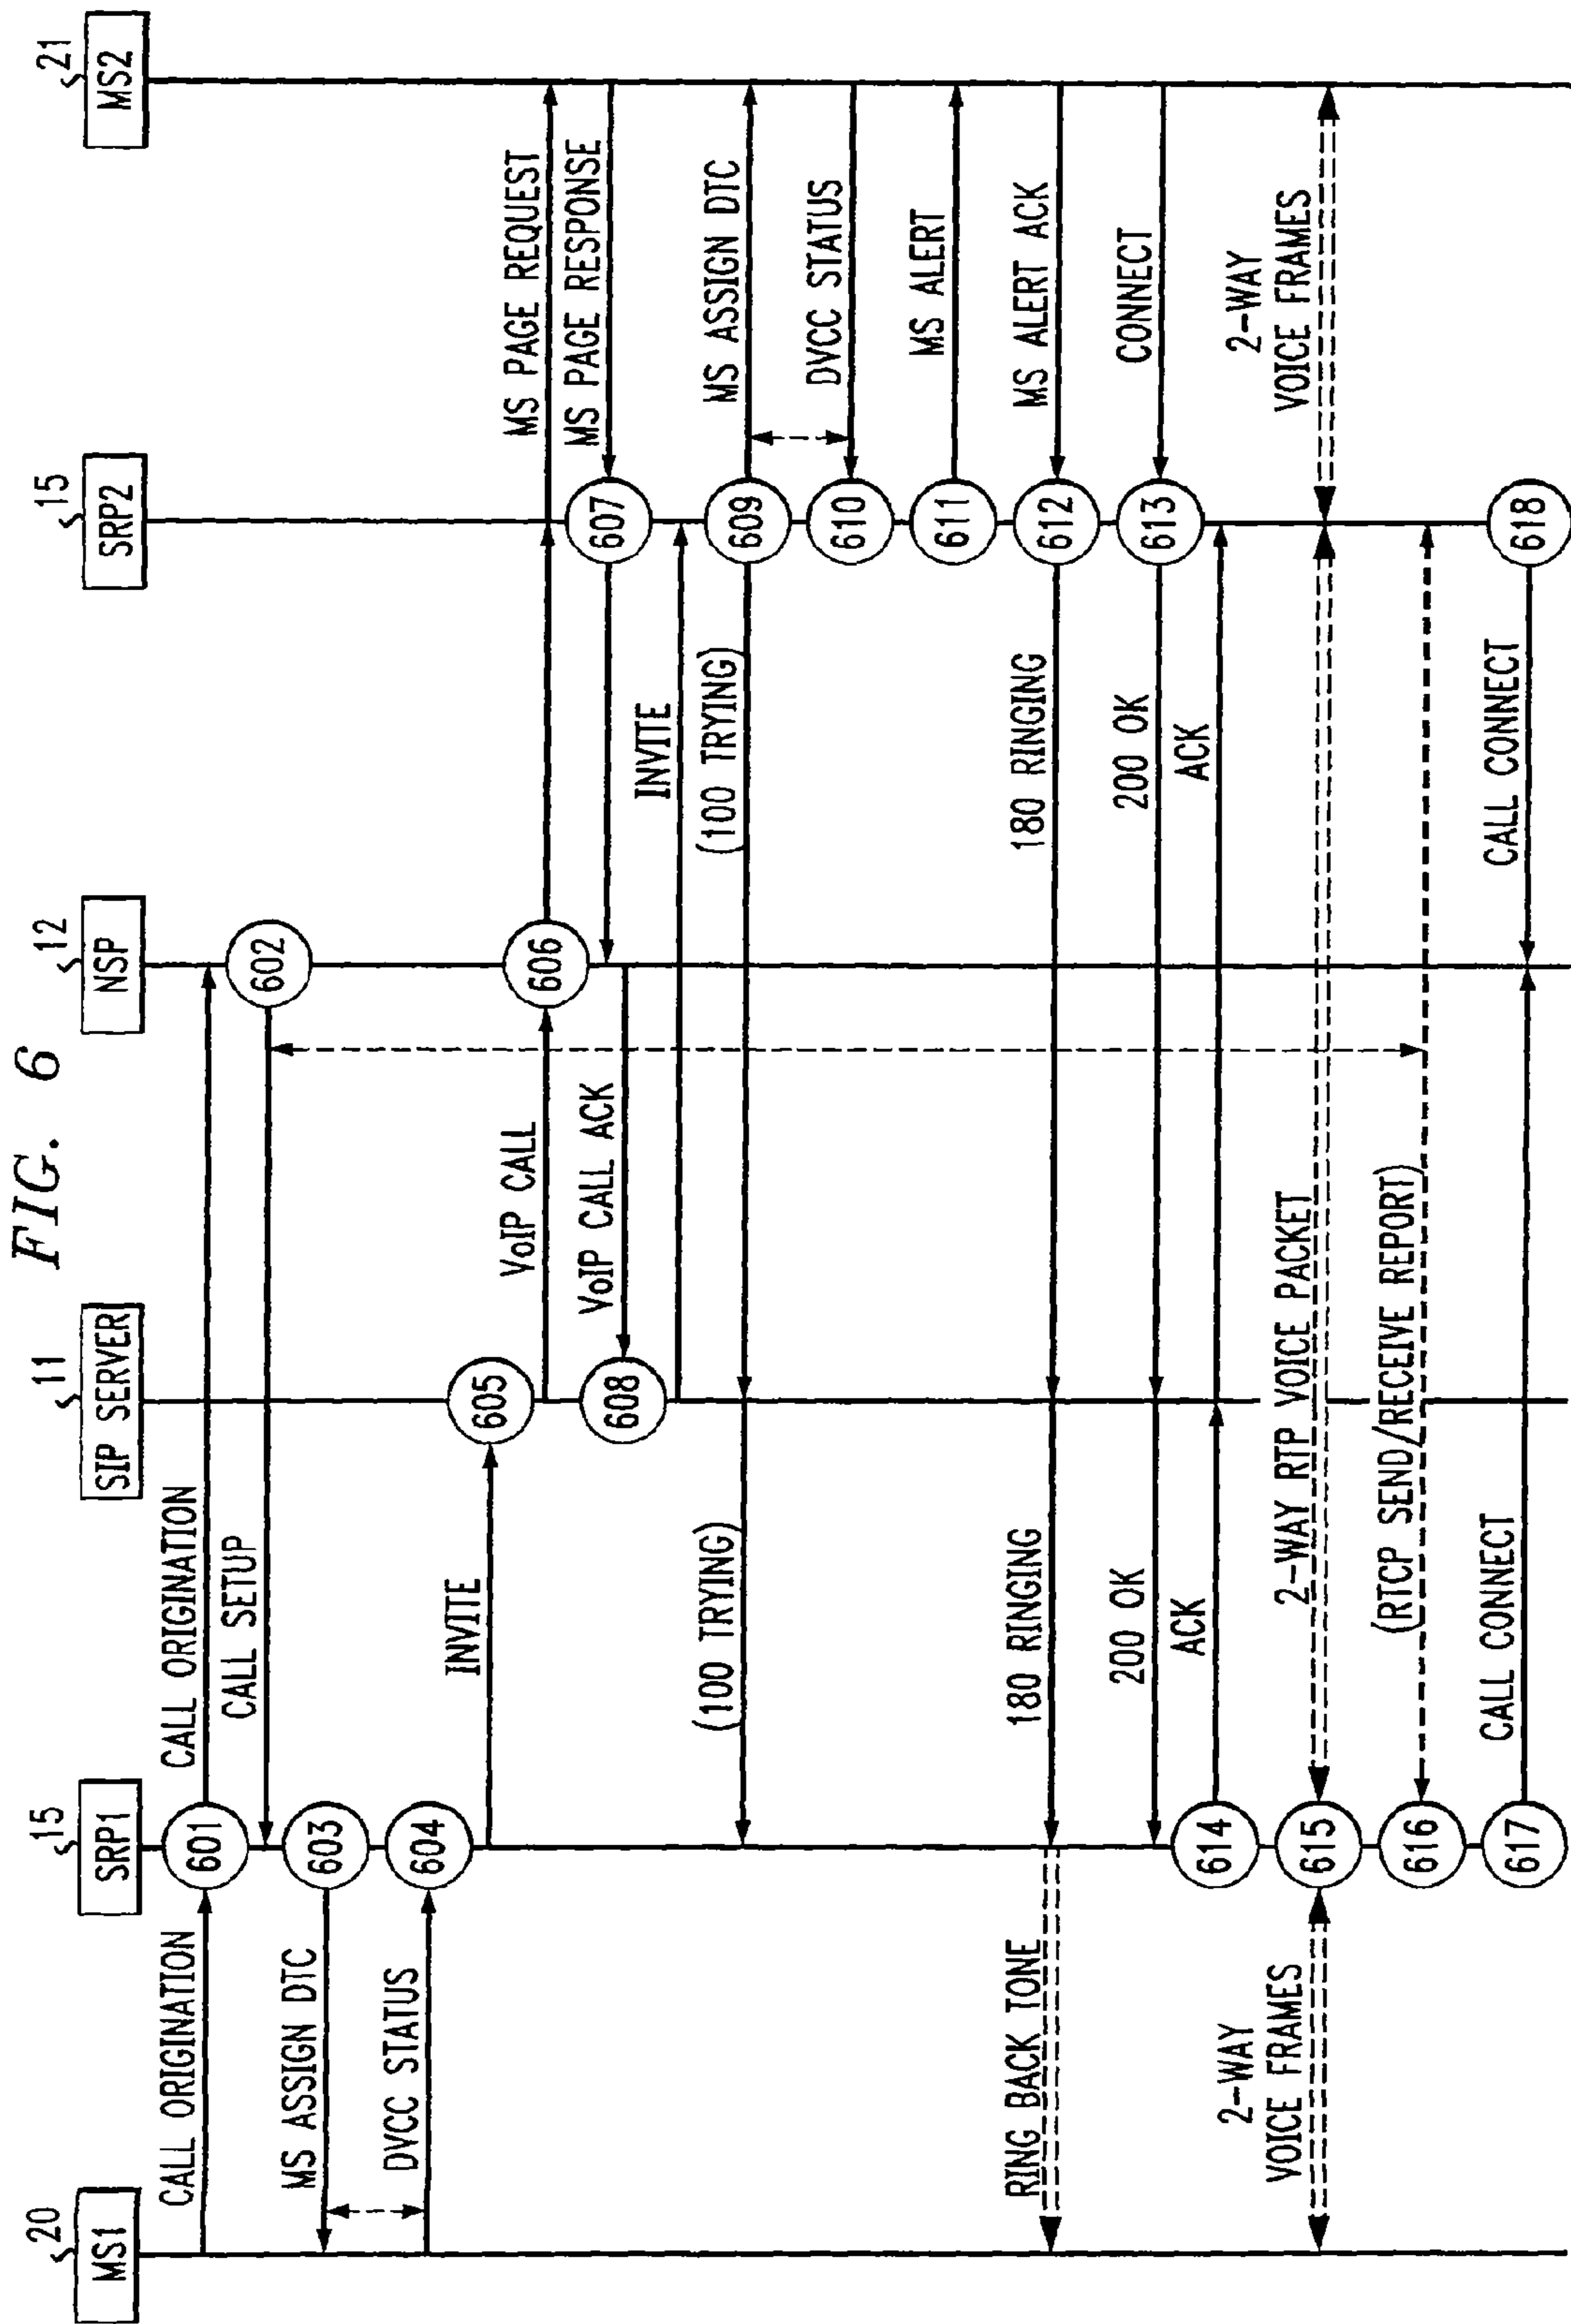 FIG. 6
20
15
11
12
15
21
MS1
SRP1
SIP SERVER
NSP
SRP2
MS2
CALL ORIGINATION
601
CALL ORIGINATION
CALL SETUP
602
MS ASSIGN DTC
603
DVCC STATUS
604
INVITE
605
VoIP CALL
606
MS PAGE REQUEST
MS PAGE RESPONSE
607
VoIP CALL ACK
608
INVITE
(100 TRYING)
(100 TRYING)
609
MS ASSIGN DTC
610
DVCC STATUS
611
MS ALERT
RING BACK TONE
180 RINGING
180 RINGING
612
MS ALERT ACK
200 OK
200 OK
613
CONNECT
614
ACK
ACK
2-WAY
VOICE FRAMES
615
2-WAY RTP VOICE PACKET
2-WAY
VOICE FRAMES
616
(RTCP SEND/RECEIVE REPORT)
617
CALL CONNECT
CALL CONNECT
618